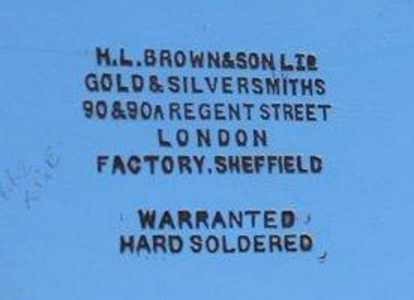 H.L.BROWN&SON LTD
GOLD&SILVERSMITHS
90&90A REGENT STREET
LONDON
FACTORY.SHEFFIELD
WARRANTED
HARD SOLDERED